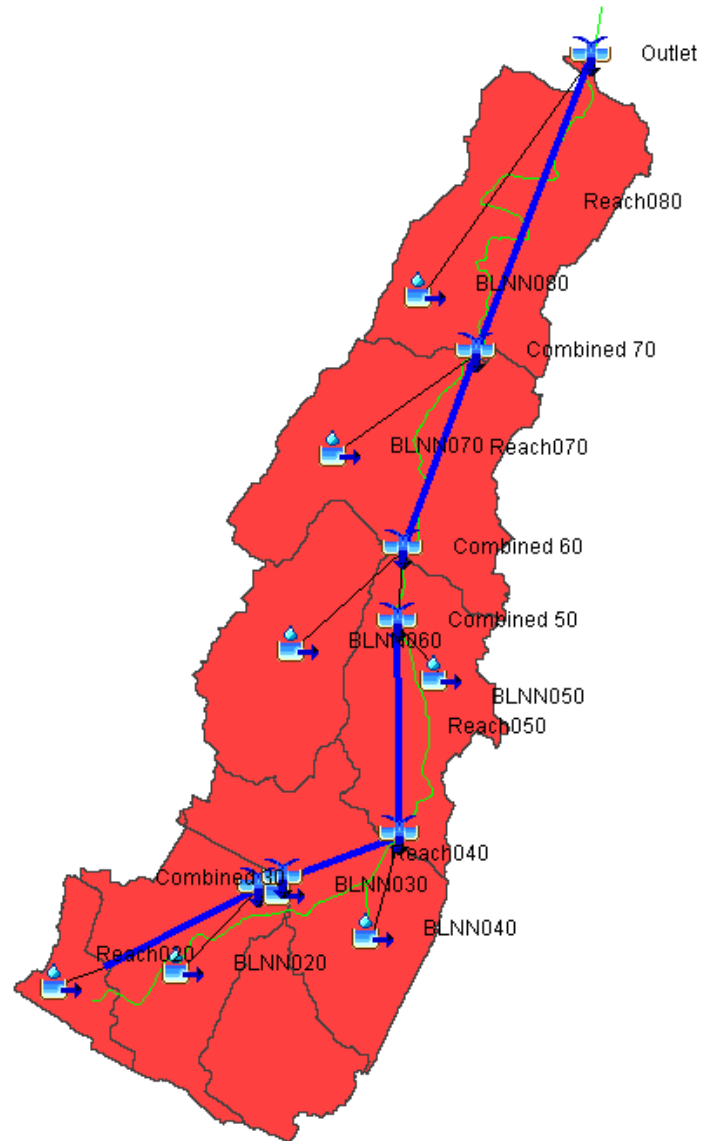 Outlet
Reach080
BLNN080
Combined 70
BLNN070
Reach070
Combined 60
Combined 50
BLNN060
BLNN050
Reach050
Reach040
Combined 30
BLNN030
BLNN040
Reach020
BLNN020